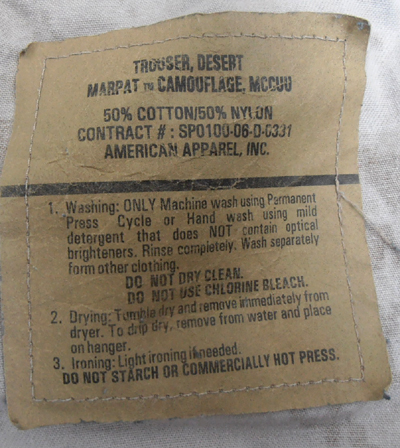 TROUSER, DESERT
MARPAT ™ CAMOUFLAGE, MCCUU
50% COTTON/50% NYLON
CONTRACT # : SP0100-06-D-0331
AMERICAN APPAREL, INC.
1. Washing: ONLY Machine wash using Permanent
Press Cycle or Hand wash using mild
detergent that does NOT contain optical
brighteners. Rinse completely. Wash separately
form other clothing.
DO NOT DRY CLEAN.
DO NOT USE CHLORINE BLEACH.
2. Drying: Tumble dry and remove immediately from
dryer. To drip dry, remove from water and place
on hanger.
3. Ironing: Light ironing if needed.
DO NOT STARCH OR COMMERCIALLY HOT PRESS.